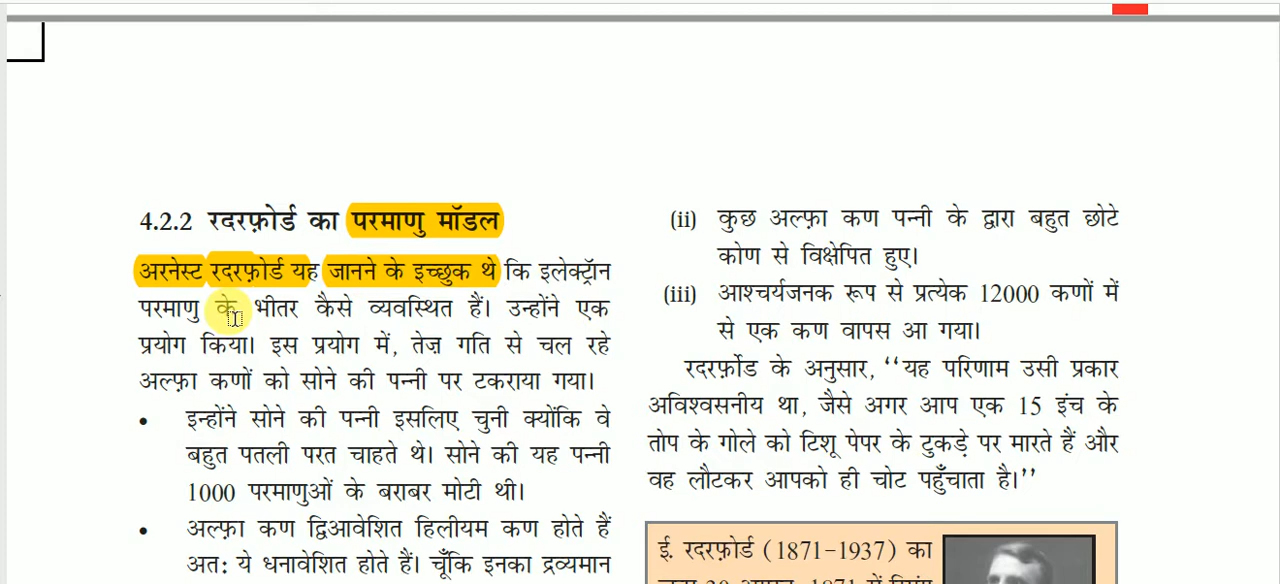 4.2.2 रदरफ़ोर्ड का परमाणु मॉडल
अरनेस्ट रदरफ़ोर्ड यह जानने के इच्छुक थे कि इलेक्ट्रॉन
परमाणु के भीतर कैसे व्यवस्थित हैं। उन्होंने एक
प्रयोग किया। इस प्रयोग में, तेज़ गति से चल रहे
अल्फ़ा कणों को सोने की पन्नी पर टकराया गया।
• इन्होंने सोने की पन्नी इसलिए चुनी क्योंकि वे
बहुत पतली परत चाहते थे। सोने की यह पन्नी
1000 परमाणुओं के बराबर मोटी थी।
• अल्फ़ा कण द्विआवेशित हिलीयम कण होते हैं
अत: ये धनावेशित होते हैं। चूँकि इनका द्रव्यमान
(ii) कुछ अल्फ़ा कण पन्नी के द्वारा बहुत छोटे
कोण से विक्षेपित हुए।
(iii) आश्चर्यजनक रूप से प्रत्येक 12000 कणों में
से एक कण वापस आ गया।
रदरफ़ोर्ड के अनुसार, ‘‘यह परिणाम उसी प्रकार
अविश्वसनीय था, जैसे अगर आप एक 15 इंच के
तोप के गोले को टिशू पेपर के टुकड़े पर मारते हैं और
वह लौटकर आपको ही चोट पहुँचाता है।’’
ई. रदरफोर्ड (1871-1937) का